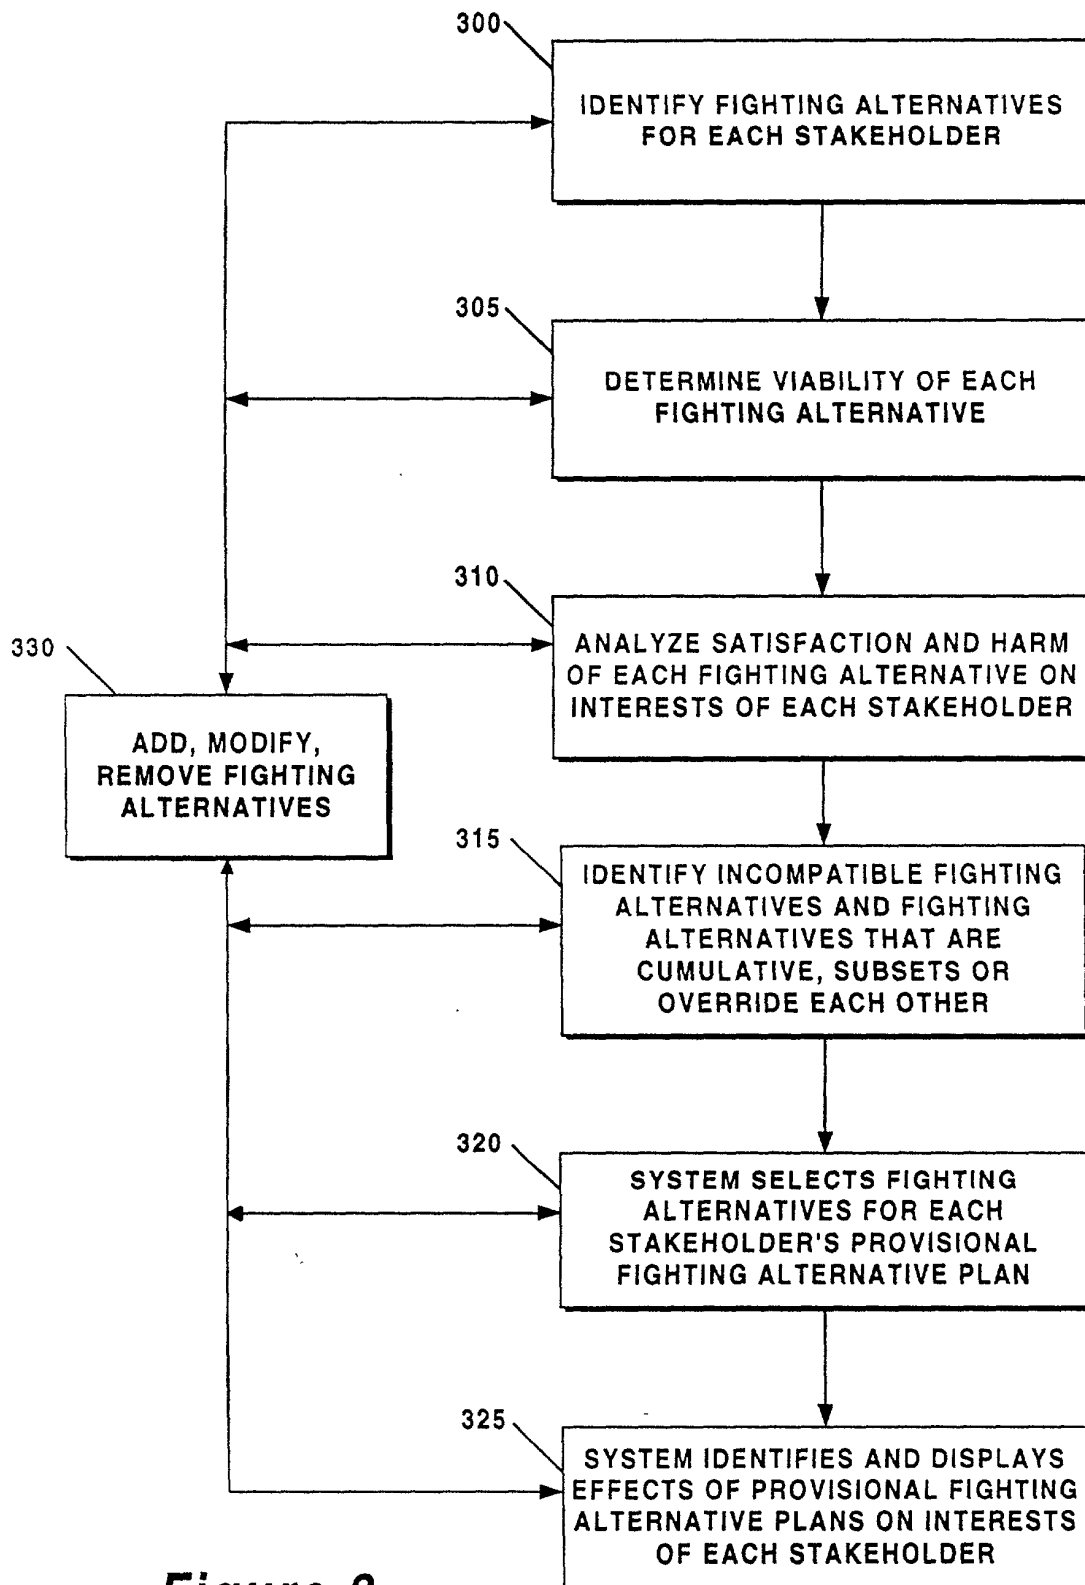 300
IDENTIFY FIGHTING ALTERNATIVES
FOR EACH STAKEHOLDER
305
DETERMINE VIABILITY OF EACH
FIGHTING ALTERNATIVE
310
ANALYZE SATISFACTION AND HARM
OF EACH FIGHTING ALTERNATIVE ON
INTERESTS OF EACH STAKEHOLDER
330
ADD, MODIFY,
REMOVE FIGHTING
ALTERNATIVES
315
IDENTIFY INCOMPATIBLE FIGHTING
ALTERNATIVES AND FIGHTING
ALTERNATIVES THAT ARE
CUMULATIVE, SUBSETS OR
OVERRIDE EACH OTHER
320
SYSTEM SELECTS FIGHTING
ALTERNATIVES FOR EACH
STAKEHOLDER'S PROVISIONAL
FIGHTING ALTERNATIVE PLAN
325
SYSTEM IDENTIFIES AND DISPLAYS
EFFECTS OF PROVISIONAL FIGHTING
ALTERNATIVE PLANS ON INTERESTS
OF EACH STAKEHOLDER
Figure